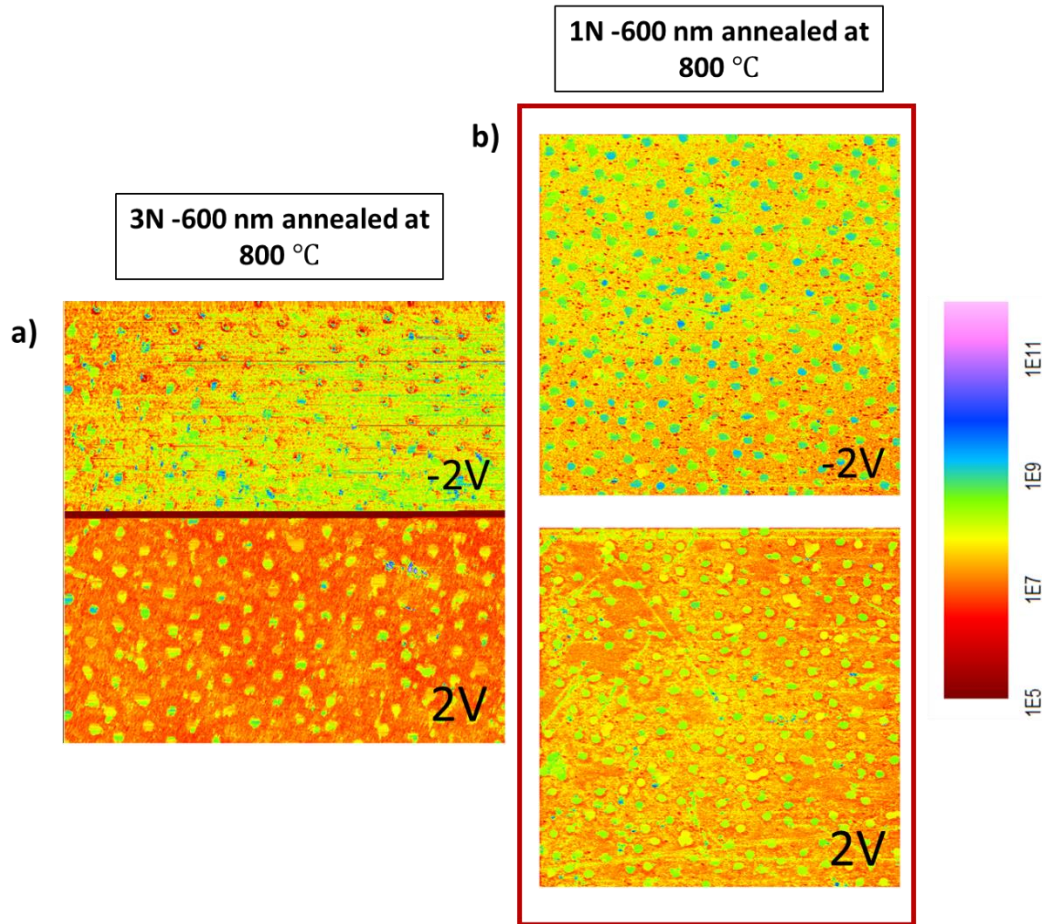 1N -600 nm annealed at
800 ℃
b)
3N -600 nm annealed at
800 ℃
a)
-2V
2V
-2V
2V
1E11
1E9
1E7
1E5